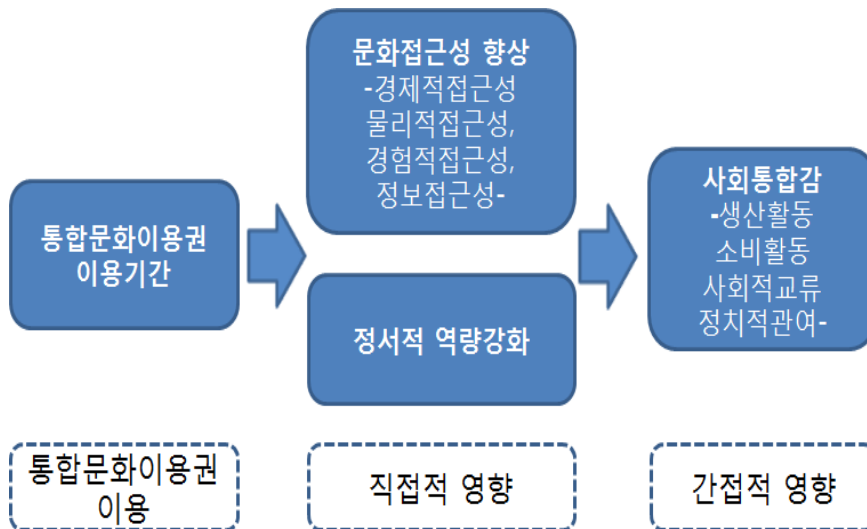 문화접근성 향상
-경제적접근성
물리적접근성,
경험적접근성,
정보접근성-
통합문화이용권
이용기간
정서적 역량강화
사회통합감
-생산활동
소비활동
사회적교류
정치적관여-
통합문화이용권
이용
직접적 영향
간접적 영향